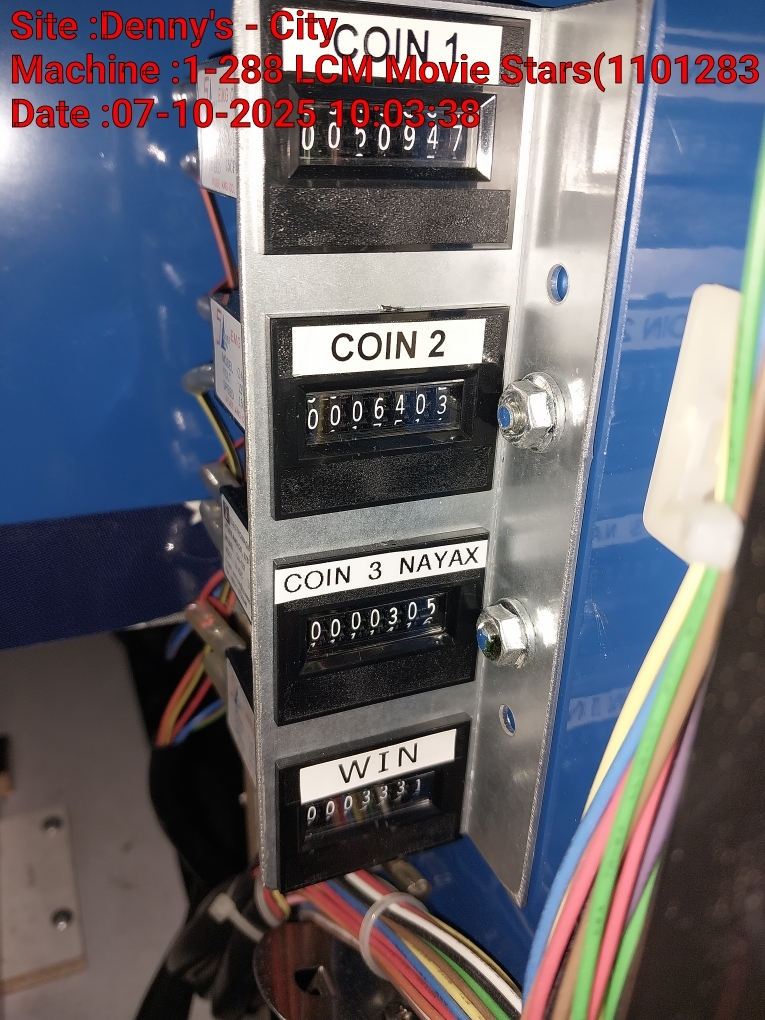 Site :Denny's - City
Machine :1-288 LCM Movie Stars(1101283
Date :07-10-2025 10:03:38
COIN 1
0050947
COIN 2
0006403
COIN 3 NAYAX
0000305
WIN
0003331